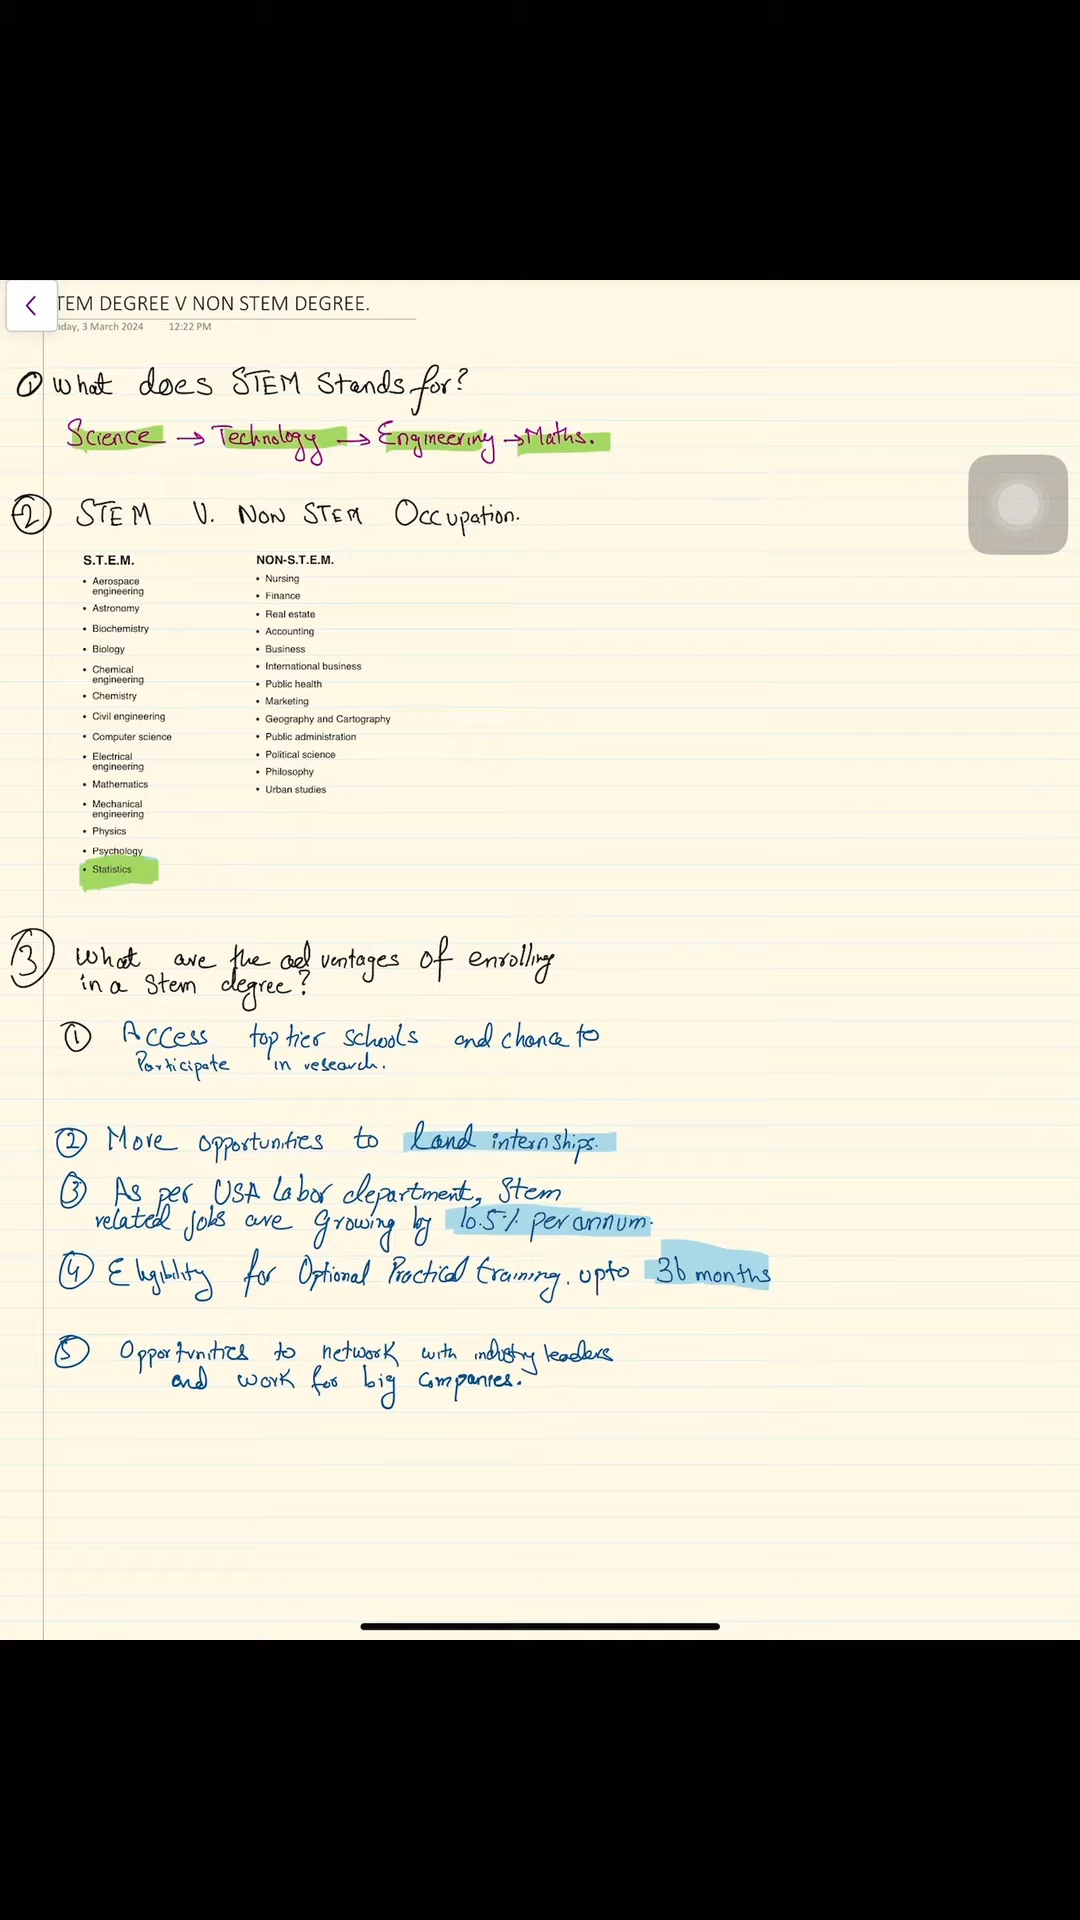 TEM DEGREE V NON STEM DEGREE.
nday, 3 March 2024 12:22 PM
① What does STEM Stands for?
Science → Technology → Engineering → Maths.
② STEM V. NON STEM Occupation.
S.T.E.M.
• Aerospace
engineering
• Astronomy
• Biochemistry
• Biology
• Chemical
engineering
• Chemistry
• Civil engineering
• Computer science
• Electrical
engineering
• Mathematics
• Mechanical
engineering
• Physics
• Psychology
• Statistics
NON-S.T.E.M.
• Nursing
• Finance
• Real estate
• Accounting
• Business
• International business
• Public health
• Marketing
• Geography and Cartography
• Public administration
• Political science
• Philosophy
• Urban studies
③ What are the advantages of enrolling
in a Stem degree?
① Access top tier schools and chance to
Participate in research.
② More opportunities to land internships.
③ As per USA Labor department, Stem
related jobs are growing by 10.5% per annum.
④ Eligibility for Optional Practical training. upto 36 months
⑤ Opportunities to network with industry leaders
and work for big Companies.